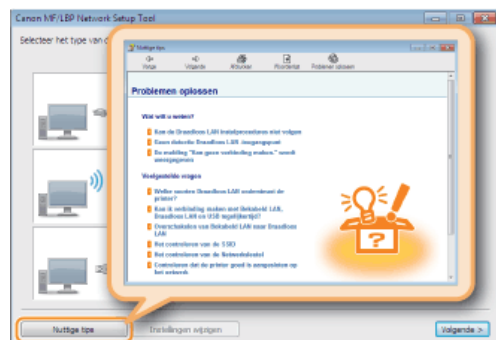 Canon MF/LBP Network Setup Tool
Selecteer het type van
Nuttige tips
Vorige
Volgende
Afdrukken
Problemen oplossen
Problemen oplossen
Wat wilt u weten?
Kan de Draadloos LAN installprocedures niet volgen
Geen detectie Draadloos LAN -toegangspunt
De melding "Kan geen verbinding maken." wordt
weergegeven
Veelgestelde vragen
Welke soorten Draadloos LAN ondersteunt de
printer?
Kan ik verbinding maken met Bekabeld LAN,
Draadloos LAN en USB tegelijkertijd?
Overschakelen van Bekabeld LAN naar Draadloos
LAN
Het controleren van de SSID
Het controleren van de Netwerksleutel
Controleren dat de printer goed is aangesloten op
het netwerk
Nuttige tips
Instellingen wijzigen
Volgende >